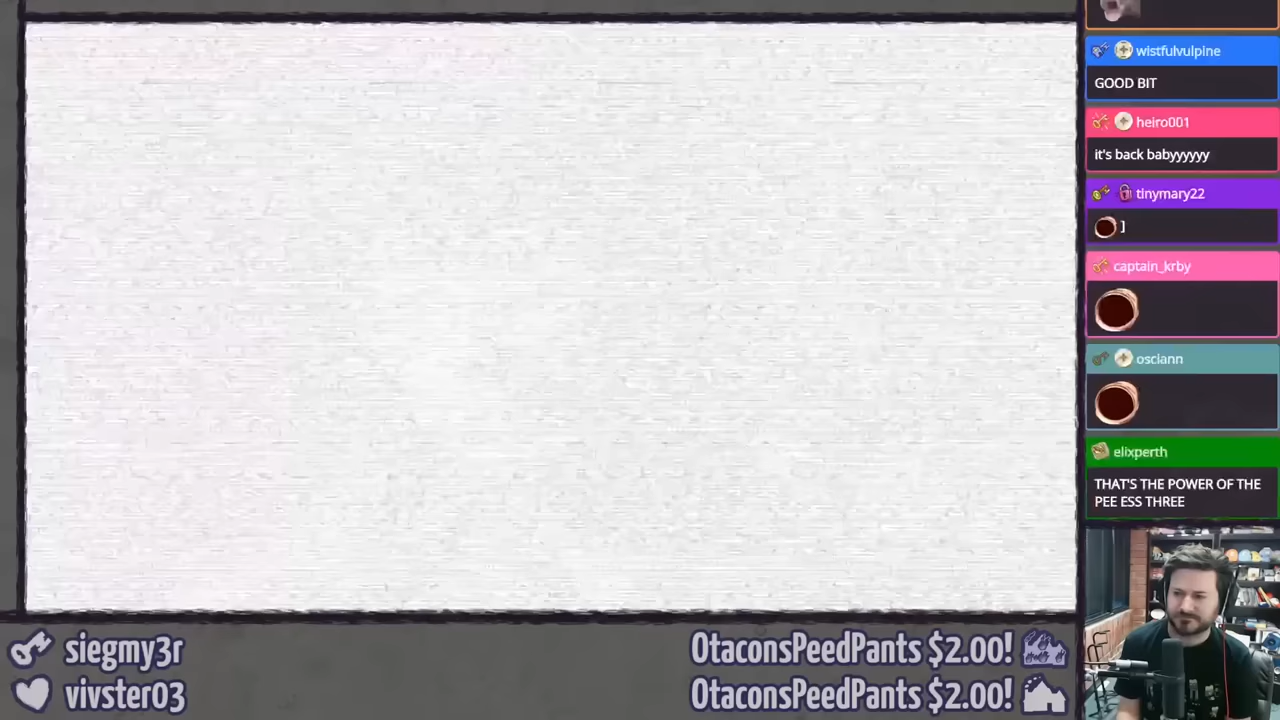 wistfulvulpine
GOOD BIT
heiro001
it's back babyyyyyy
tinymary22
]
captain_krby
osciann
elixperth
THAT'S THE POWER OF THE
PEE ESS THREE
siegmy3r
vivster03
OtaconsPeedPants $2.00!
OtaconsPeedPants $2.00!